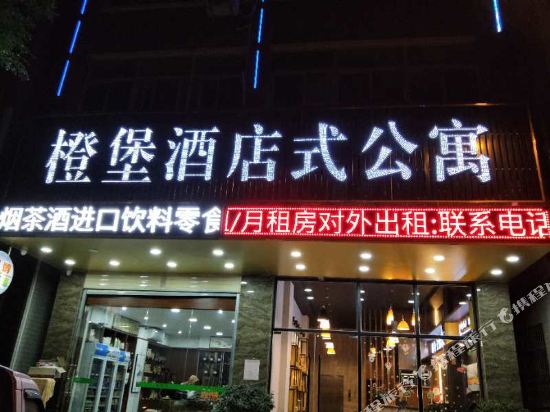 橙堡酒店式公寓
烟茶酒进口饮料零食
/月租房对外出租:联系电话
携程旅行